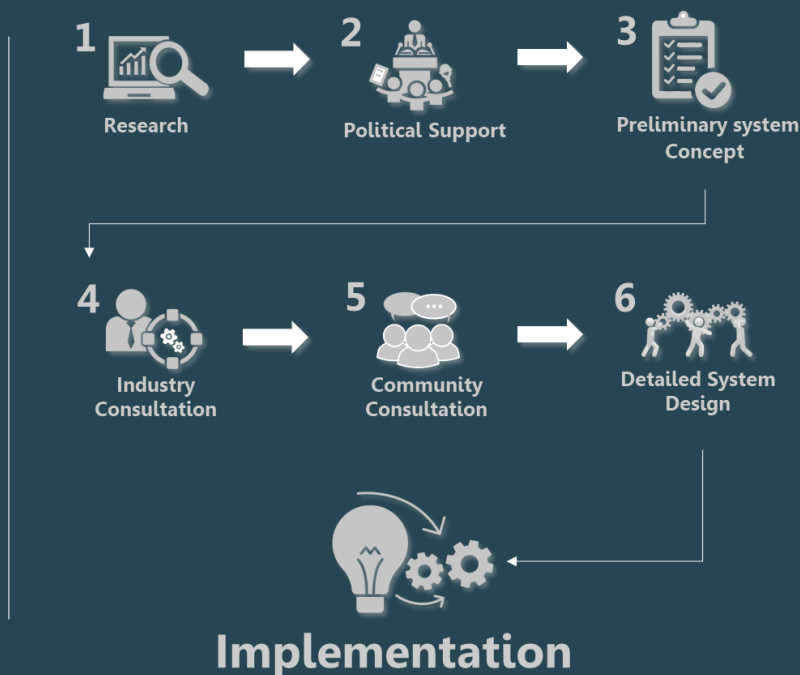 1
Research
2
Political Support
3
Preliminary system
Concept
4
Industry
Consultation
5
Community
Consultation
6
Detailed System
Design
Implementation